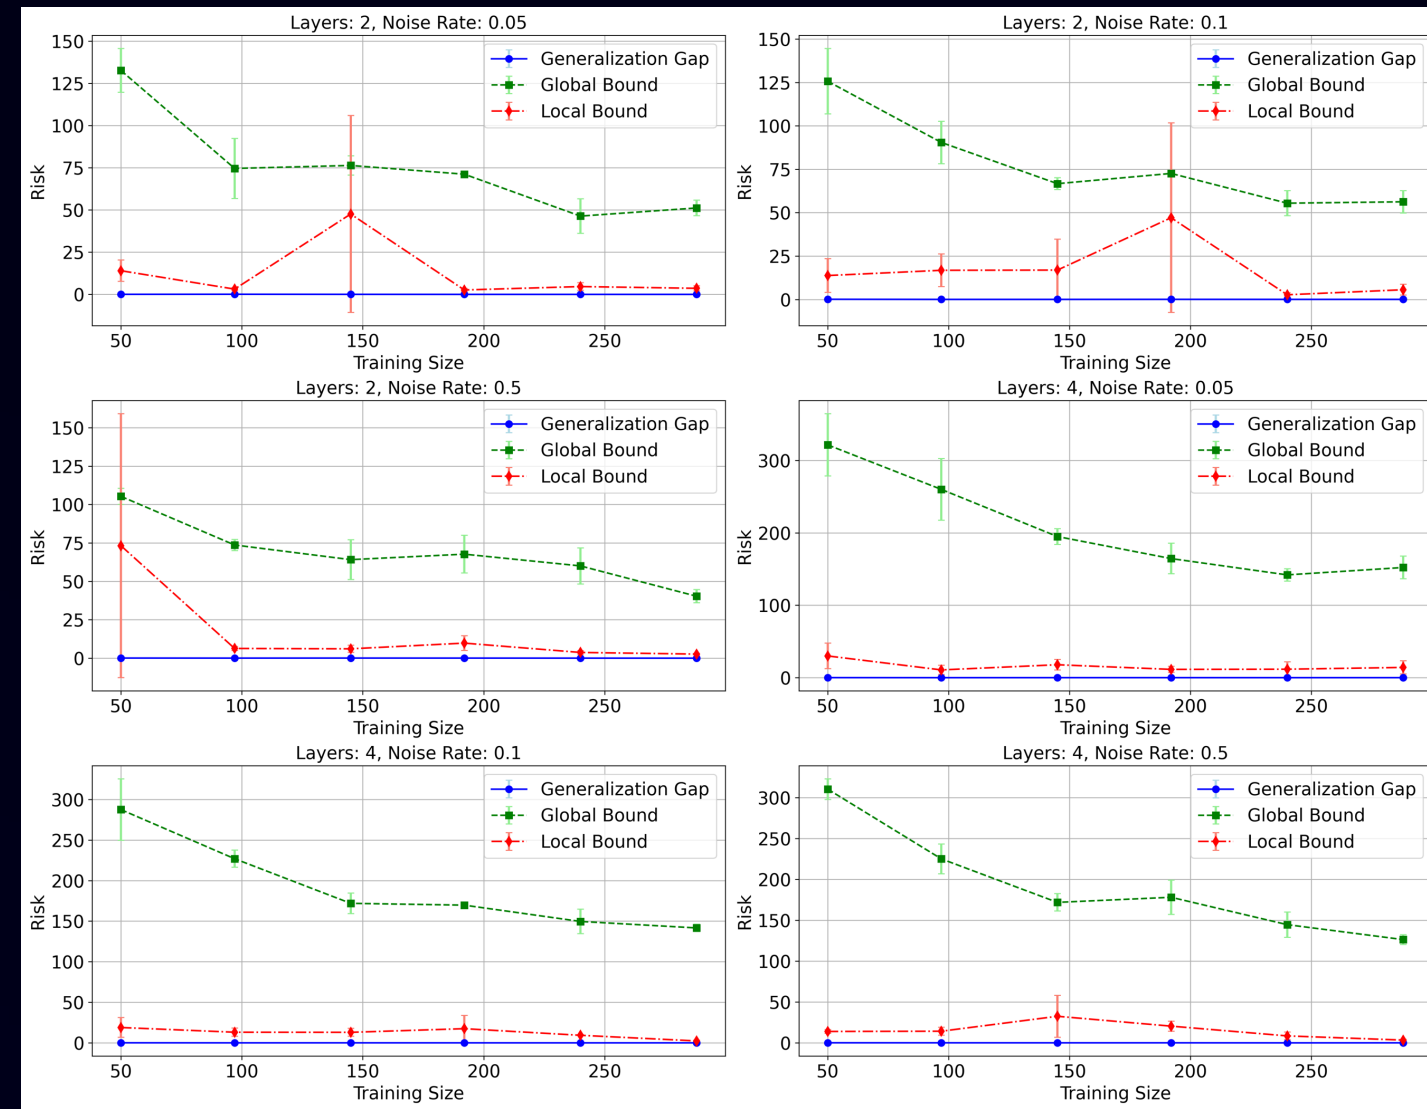 Layers: 2, Noise Rate: 0.05
150
125
100
75
50
25
0
Risk
Generalization Gap
Global Bound
Local Bound
50 100 150 200 250
Training Size
Layers: 2, Noise Rate: 0.1
150
125
100
75
50
25
0
Risk
Generalization Gap
Global Bound
Local Bound
50 100 150 200 250
Training Size
Layers: 2, Noise Rate: 0.5
150
125
100
75
50
25
0
Risk
Generalization Gap
Global Bound
Local Bound
50 100 150 200 250
Training Size
Layers: 4, Noise Rate: 0.05
300
200
100
0
Risk
Generalization Gap
Global Bound
Local Bound
50 100 150 200 250
Training Size
Layers: 4, Noise Rate: 0.1
300
250
200
150
100
50
0
Risk
Generalization Gap
Global Bound
Local Bound
50 100 150 200 250
Training Size
Layers: 4, Noise Rate: 0.5
300
250
200
150
100
50
0
Risk
Generalization Gap
Global Bound
Local Bound
50 100 150 200 250
Training Size